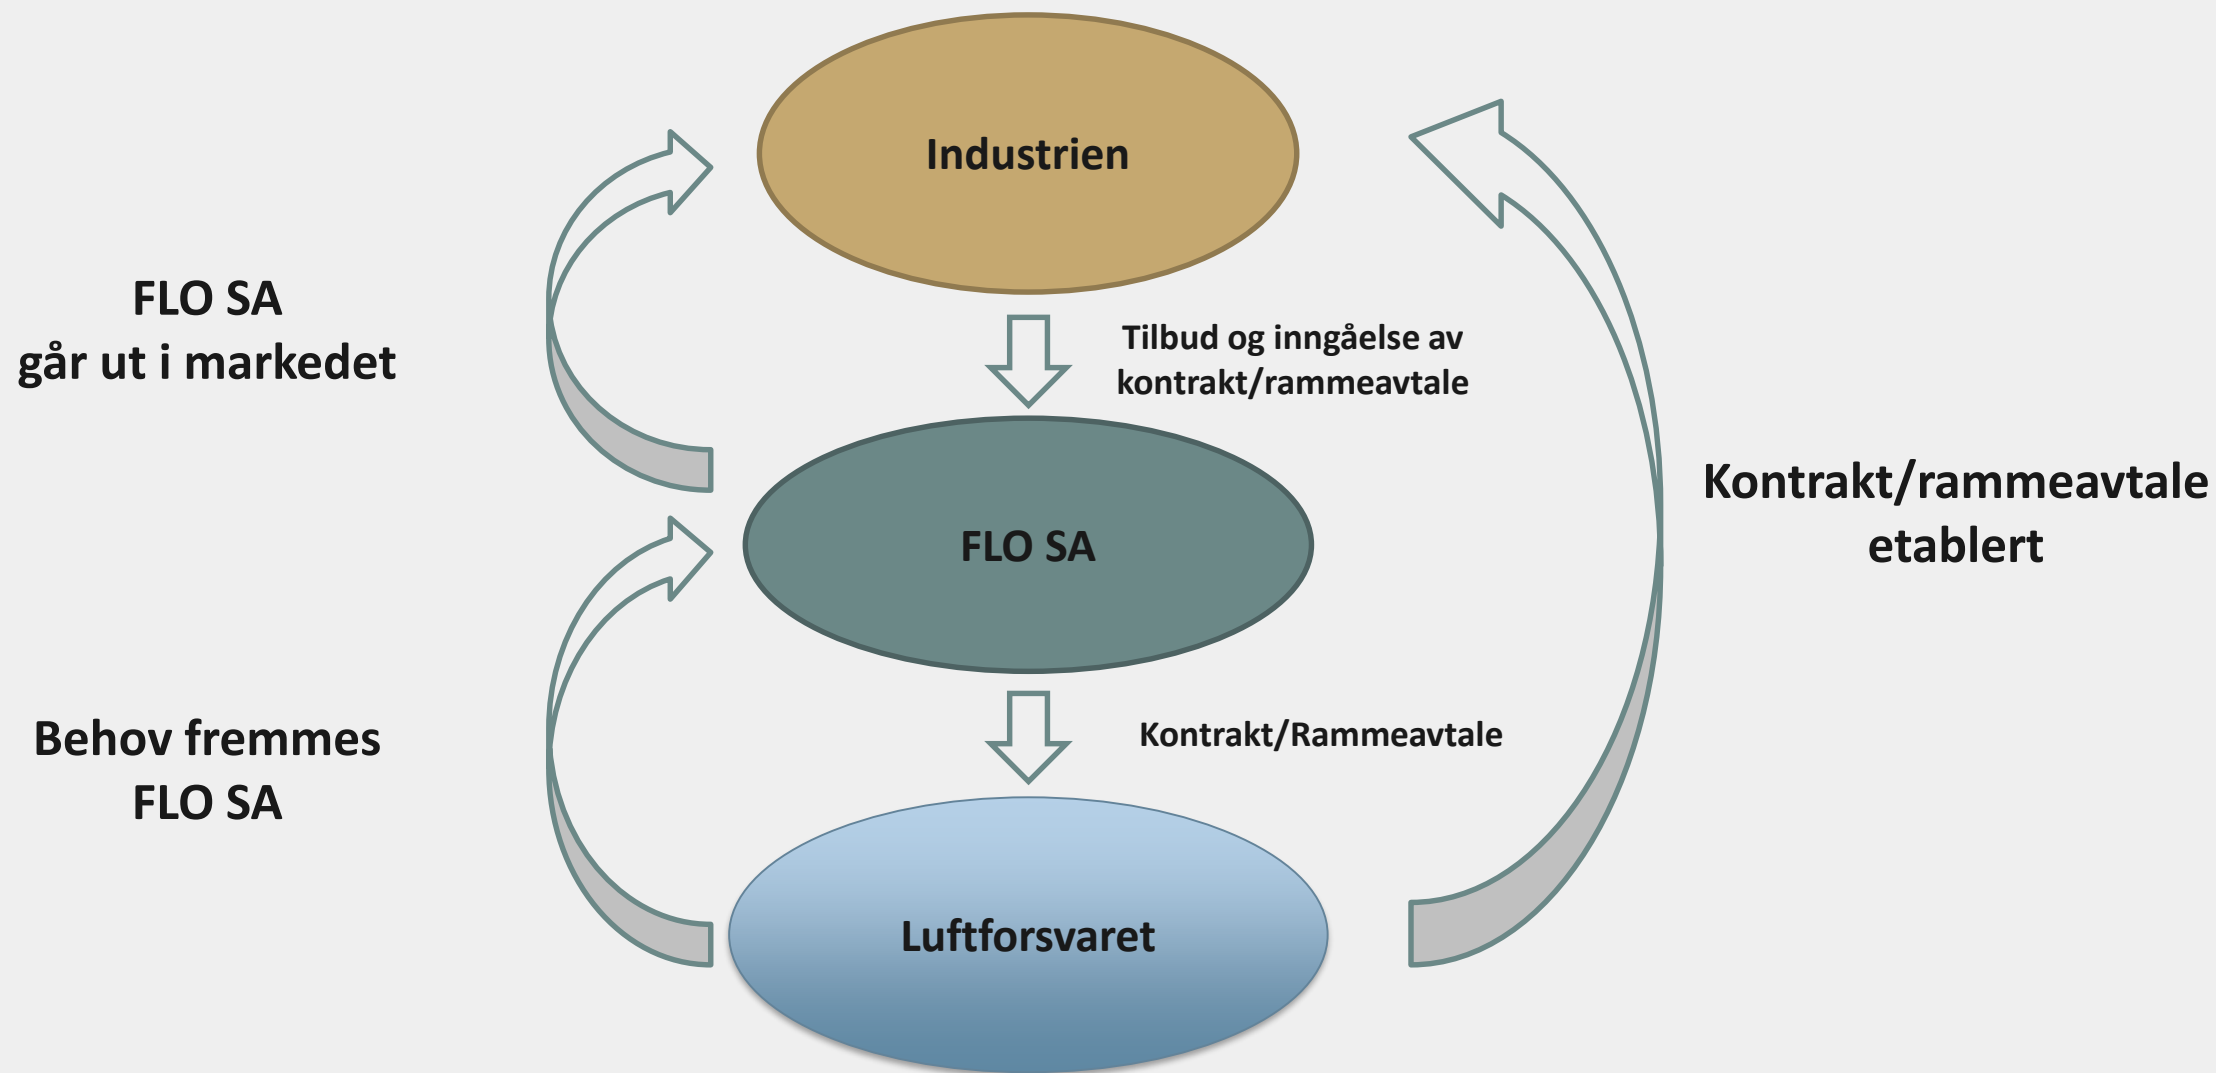 Industrien
FLO SA
går ut i markedet
Tilbud og inngåelse av
kontrakt/rammeavtale
Kontrakt/rammeavtale
etablert
FLO SA
Behov fremmes
FLO SA
Kontrakt/Rammeavtale
Luftforsvaret